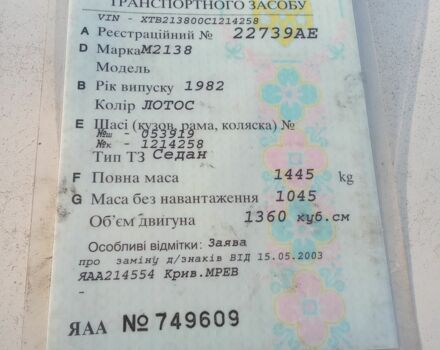 ТРАНСПОРТНОГО ЗАСОБУ
VIN - XTB213800C1214258
A Реєстраційний № 22739АЕ
D Марка М2138
Модель
B Рік випуску 1982
Колір ЛОТОС
E Шасі (кузов, рама, коляска) №
№ш - 053919
№к - 1214258
Тип ТЗ Седан
F Повна маса 1445 kg
G Маса без навантаження 1045
Об'єм двигуна 1360 куб.см
Особливі відмітки: Заява
про заміну д/знаків ВІД 15.05.2003
ЯАА214554 Крив.МРЕВ
-
ЯАА № 749609